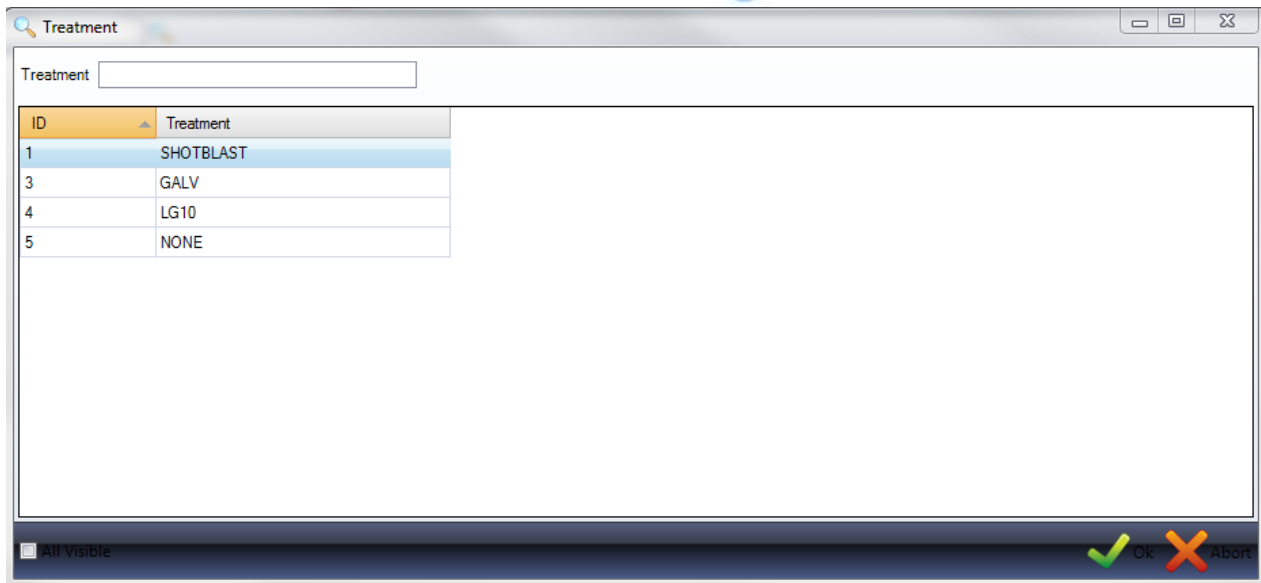 Treatment
Treatment
ID Treatment
1 SHOTBLAST
3 GALV
4 LG10
5 NONE
All Visible Ok Abort